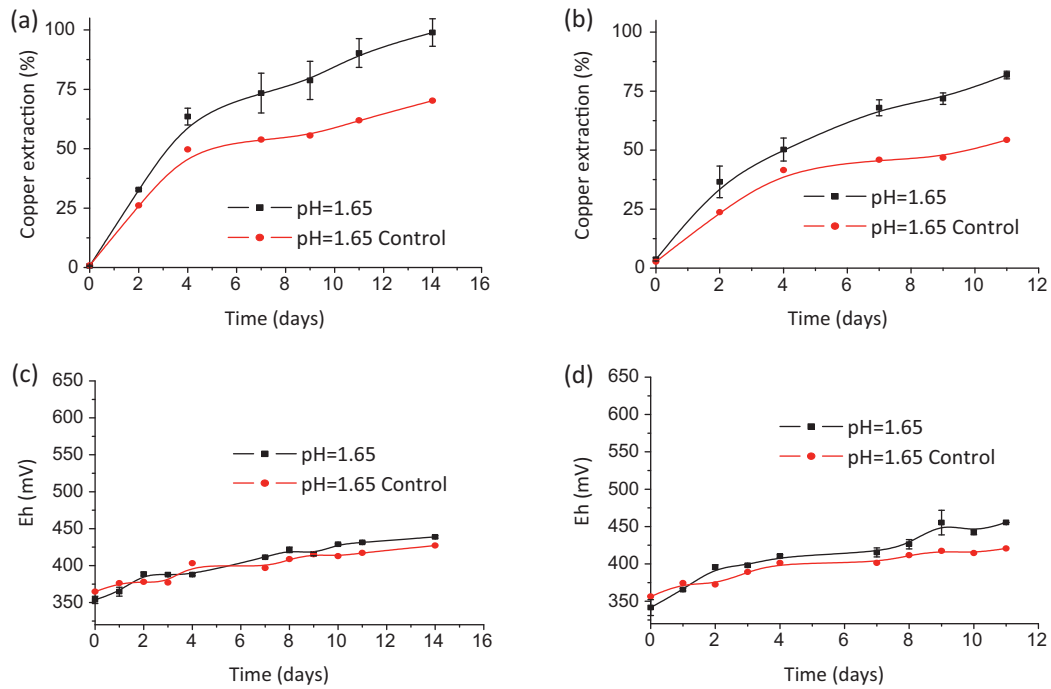 (a)
100
75
50
25
0
Copper extraction (%)
pH=1.65
pH=1.65 Control
0 2 4 6 8 10 12 14 16
Time (days)
(b)
100
75
50
25
0
Copper extraction (%)
pH=1.65
pH=1.65 Control
0 2 4 6 8 10 12
Time (days)
(c)
650
600
550
500
450
400
350
Eh (mV)
pH=1.65
pH=1.65 Control
0 2 4 6 8 10 12 14 16
Time (days)
(d)
650
600
550
500
450
400
350
Eh (mV)
pH=1.65
pH=1.65 Control
0 2 4 6 8 10 12
Time (days)